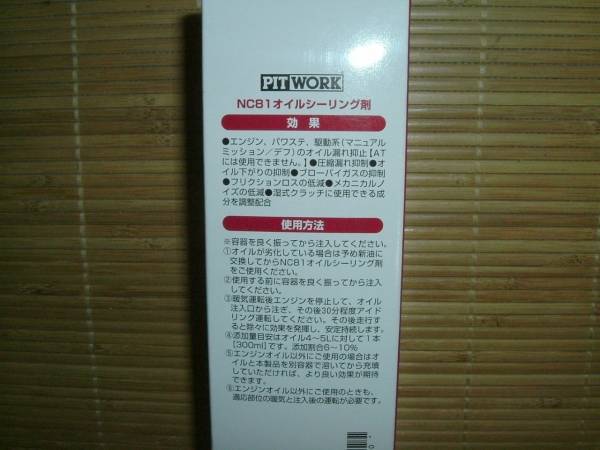 PIT WORK
NC81オイルシーリング剤
効果
●エンジン、パワステ、駆動系(マニュアル
ミッション/デフ)のオイル漏れ抑止【AT
には使用できません。】●圧縮漏れ抑制●オ
イル下がりの抑制●ブローバイガスの抑制
●フリクションロスの低減●メカニカルノ
イズの低減●湿式クラッチに使用できる成
分を調整配合
使用方法
※容器を良く振ってから注入してください。
①オイルが劣化している場合は予め新油に
交換してからNC81オイルシーリング剤
をご使用ください。
②使用する前に容器を良く振ってから注入
してください。
③暖気運転後エンジンを停止して、オイル
注入口から注ぎ、その後30分程度アイド
リング運転してください。その後走行す
ると除々に効果を発揮し、安定持続します。
④添加量目安はオイル4~5Lに対して1本
【300ml】です。添加割合6~10%
⑤エンジンオイル以外にご使用の場合はオ
イルと本製品を別容器で溶いてから充填
していただければ、より良い効果が期待
できます。
⑥エンジンオイル以外にご使用のときも、
適応部位の暖気と注入後の運転が必要です。